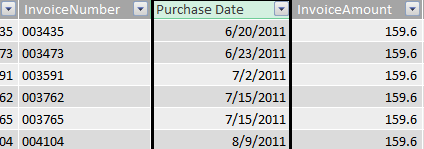 InvoiceNumber Purchase Date InvoiceAmount
35 003435 6/20/2011 159.6
73 003473 6/23/2011 159.6
91 003591 7/2/2011 159.6
62 003762 7/15/2011 159.6
65 003765 7/15/2011 159.6
04 004104 8/9/2011 159.6